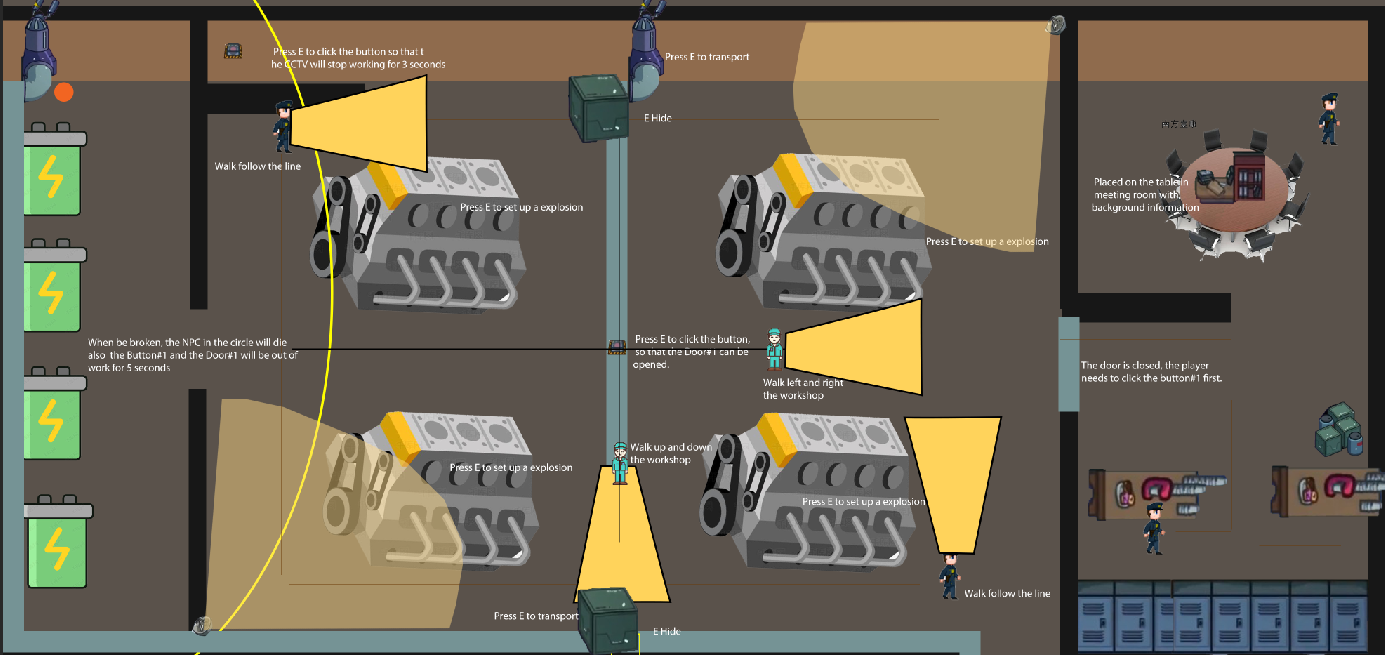 Press E to click the button so that t
he CCTV will stop working for 3 seconds
Press E to transport
E Hide
Walk follow the line
Press E to set up a explosion
Press E to set up a explosion
Placed on the table in
meeting room with
background information
When be broken, the NPC in the circle will die
also the Button#1 and the Door#1 will be out of
work for 5 seconds
Press E to click the button,
so that the Door#1 can be
opened.
Walk left and right
the workshop
The door is closed, the player
needs to click the button#1 first.
Walk up and down
the workshop
Press E to set up a explosion
Press E to set up a explosion
Walk follow the line
Press E to transport
E Hide